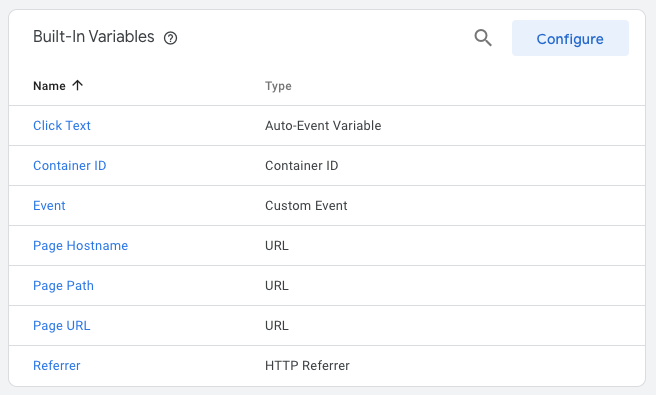 Built-In Variables
Configure
Name Type
Click Text Auto-Event Variable
Container ID Container ID
Event Custom Event
Page Hostname URL
Page Path URL
Page URL URL
Referrer HTTP Referrer